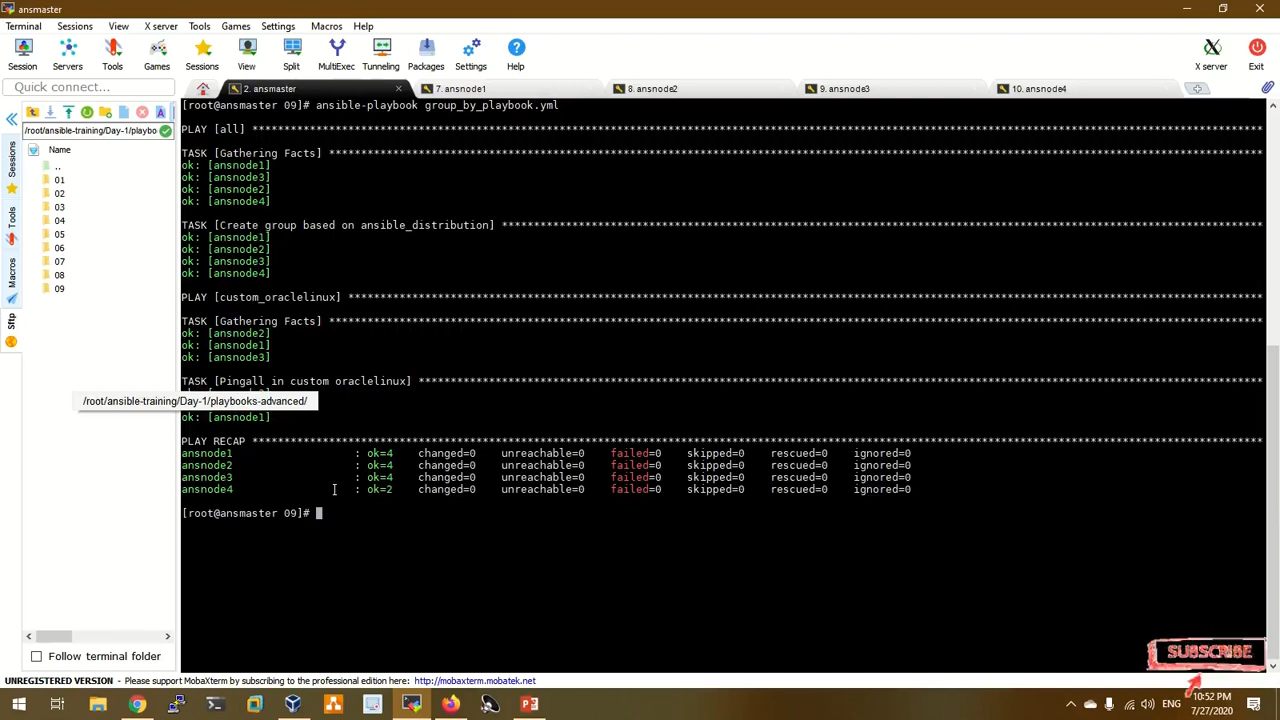 ansmaster
Terminal Sessions View X server Tools Games Settings Macros Help
Session Servers Tools Games Sessions View Split MultiExec Tunneling Packages Settings Help X server Exit
Quick connect...
2. ansmaster
7. ansnode1
8. ansnode2
9. ansnode3
10. ansnode4
/root/ansible-training/Day-1/playbo
Name
..
01
02
03
04
05
06
07
08
09
Sessions
Tools
Macros
Sftp
/root/ansible-training/Day-1/playbooks-advanced/
Follow terminal folder
[root@ansmaster 09]# ansible-playbook group_by_playbook.yml
PLAY [all] ****
TASK [Gathering Facts] ****
ok: [ansnode1]
ok: [ansnode3]
ok: [ansnode2]
ok: [ansnode4]
TASK [Create group based on ansible_distribution] ****
ok: [ansnode1]
ok: [ansnode2]
ok: [ansnode3]
ok: [ansnode4]
PLAY [custom_oraclelinux] ****
TASK [Gathering Facts] ****
ok: [ansnode2]
ok: [ansnode1]
ok: [ansnode3]
TASK [Pingall in custom oraclelinux] ****
ok: [ansnode1]
PLAY RECAP ****
ansnode1 : ok=4 changed=0 unreachable=0 failed=0 skipped=0 rescued=0 ignored=0
ansnode2 : ok=4 changed=0 unreachable=0 failed=0 skipped=0 rescued=0 ignored=0
ansnode3 : ok=4 changed=0 unreachable=0 failed=0 skipped=0 rescued=0 ignored=0
ansnode4 : ok=2 changed=0 unreachable=0 failed=0 skipped=0 rescued=0 ignored=0
[root@ansmaster 09]#
SUBSCRIBE
UNREGISTERED VERSION - Please support MobaXterm by subscribing to the professional edition here: http://mobaxterm.mobatek.net
ENG
10:52 PM
7/27/2020